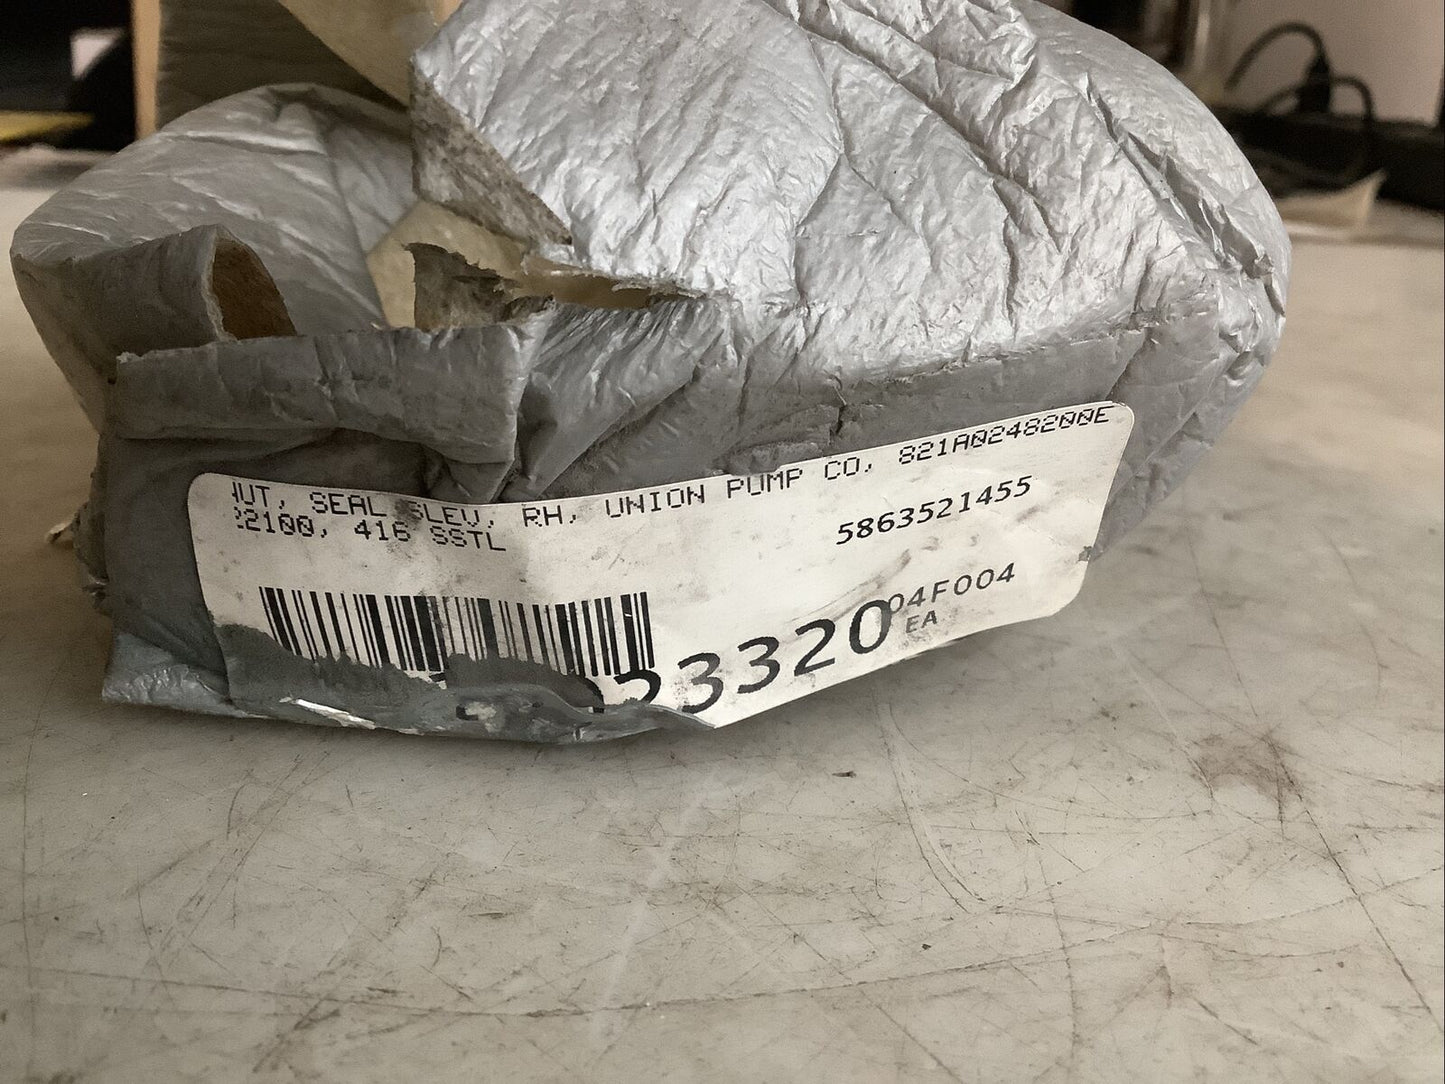 NUT, SEAL SLEV, RH, UNION PUMP CO, 821A0248200E
22100, 416 SSTL
5863521455
04F004
EA
23320